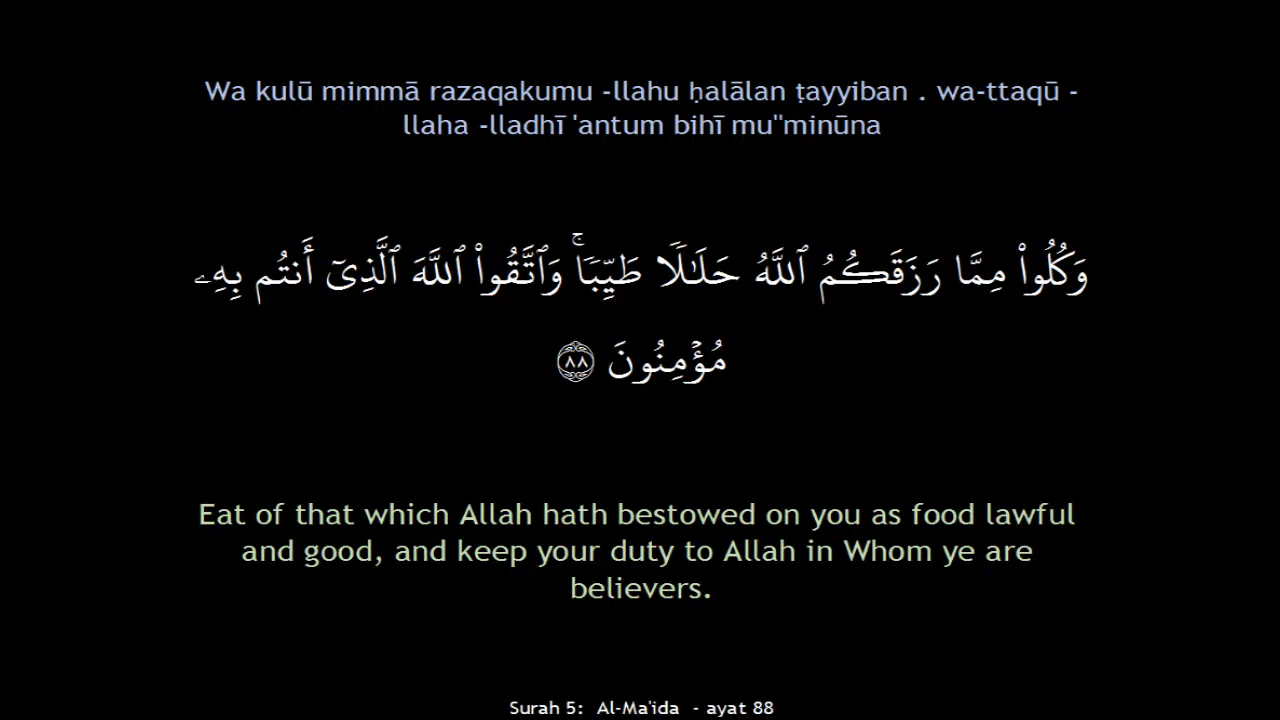 Wa kulū mimmā razaqakumu -llahu ḥalālan ṭayyiban . wa-ttaqū -
llaha -lladhī 'antum bihī mu''minūna
وَكُلُوا۟ مِمَّا رَزَقَكُمُ ٱللَّهُ حَلَـٰلًا طَيِّبًا ۚ وَٱتَّقُوا۟ ٱللَّهَ ٱلَّذِىٓ أَنتُم بِهِۦ
مُؤْمِنُونَ ٨٨
Eat of that which Allah hath bestowed on you as food lawful
and good, and keep your duty to Allah in Whom ye are
believers.
Surah 5: Al-Ma'ida - ayat 88